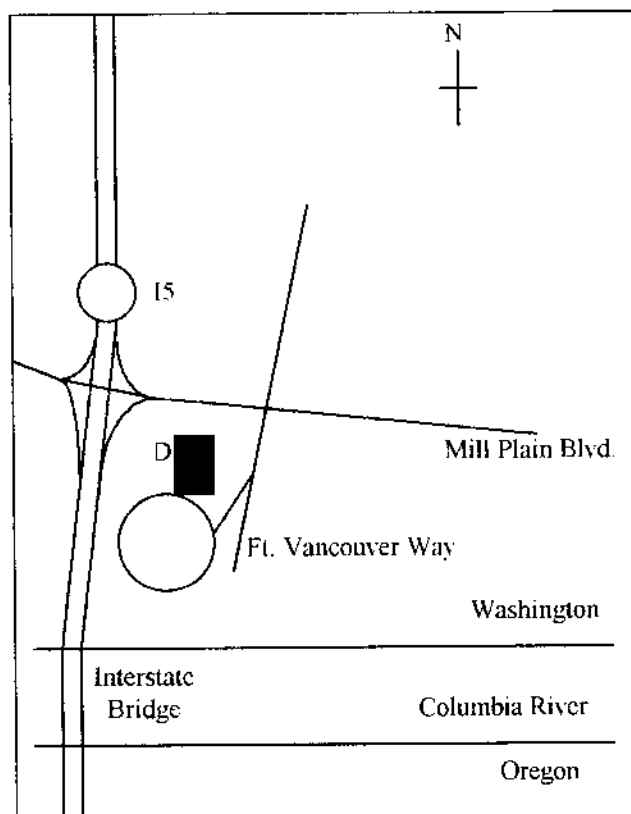 N
I5
D
Mill Plain Blvd.
Ft. Vancouver Way
Washington
Interstate
Bridge
Columbia River
Oregon